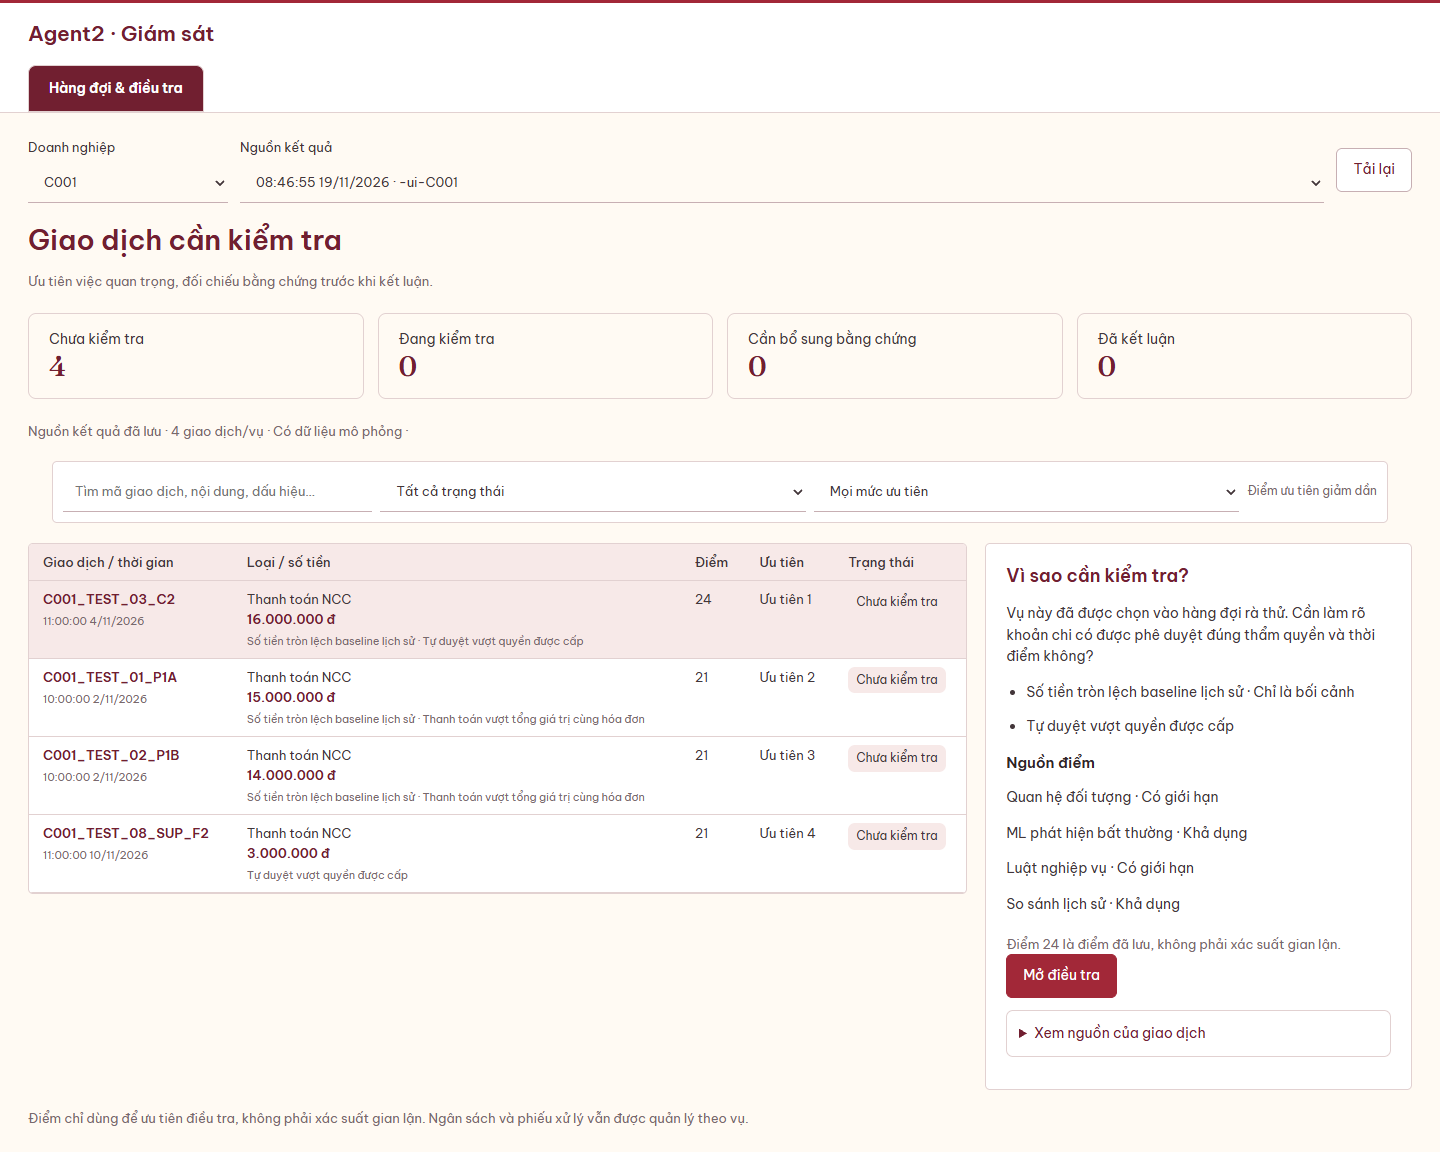 Agent2 · Giám sát
Hàng đợi & điều tra
Doanh nghiệp
Nguồn kết quả
C001
08:46:55 19/11/2026 · -ui-C001
Tải lại
Giao dịch cần kiểm tra
Ưu tiên việc quan trọng, đối chiếu bằng chứng trước khi kết luận.
Chưa kiểm tra
4
Đang kiểm tra
0
Cần bổ sung bằng chứng
0
Đã kết luận
0
Nguồn kết quả đã lưu · 4 giao dịch/vụ · Có dữ liệu mô phỏng ·
Tìm mã giao dịch, nội dung, dấu hiệu...
Tất cả trạng thái
Mọi mức ưu tiên
Điểm ưu tiên giảm dần
Giao dịch / thời gian
Loại / số tiền
Điểm
Ưu tiên
Trạng thái
C001_TEST_03_C2
11:00:00 4/11/2026
Thanh toán NCC
16.000.000 đ
Số tiền tròn lệch baseline lịch sử · Tự duyệt vượt quyền được cấp
24
Ưu tiên 1
Chưa kiểm tra
C001_TEST_01_P1A
10:00:00 2/11/2026
Thanh toán NCC
15.000.000 đ
Số tiền tròn lệch baseline lịch sử · Thanh toán vượt tổng giá trị cùng hóa đơn
21
Ưu tiên 2
Chưa kiểm tra
C001_TEST_02_P1B
10:00:00 2/11/2026
Thanh toán NCC
14.000.000 đ
Số tiền tròn lệch baseline lịch sử · Thanh toán vượt tổng giá trị cùng hóa đơn
21
Ưu tiên 3
Chưa kiểm tra
C001_TEST_08_SUP_F2
11:00:00 10/11/2026
Thanh toán NCC
3.000.000 đ
Tự duyệt vượt quyền được cấp
21
Ưu tiên 4
Chưa kiểm tra
Vì sao cần kiểm tra?
Vụ này đã được chọn vào hàng đợi rà thử. Cần làm rõ
khoản chi có được phê duyệt đúng thẩm quyền và thời
điểm không?
• Số tiền tròn lệch baseline lịch sử · Chỉ là bối cảnh
• Tự duyệt vượt quyền được cấp
Nguồn điểm
Quan hệ đối tượng · Có giới hạn
ML phát hiện bất thường · Khả dụng
Luật nghiệp vụ · Có giới hạn
So sánh lịch sử · Khả dụng
Điểm 24 là điểm đã lưu, không phải xác suất gian lận.
Mở điều tra
Xem nguồn của giao dịch
Điểm chỉ dùng để ưu tiên điều tra, không phải xác suất gian lận. Ngân sách và phiếu xử lý vẫn được quản lý theo vụ.